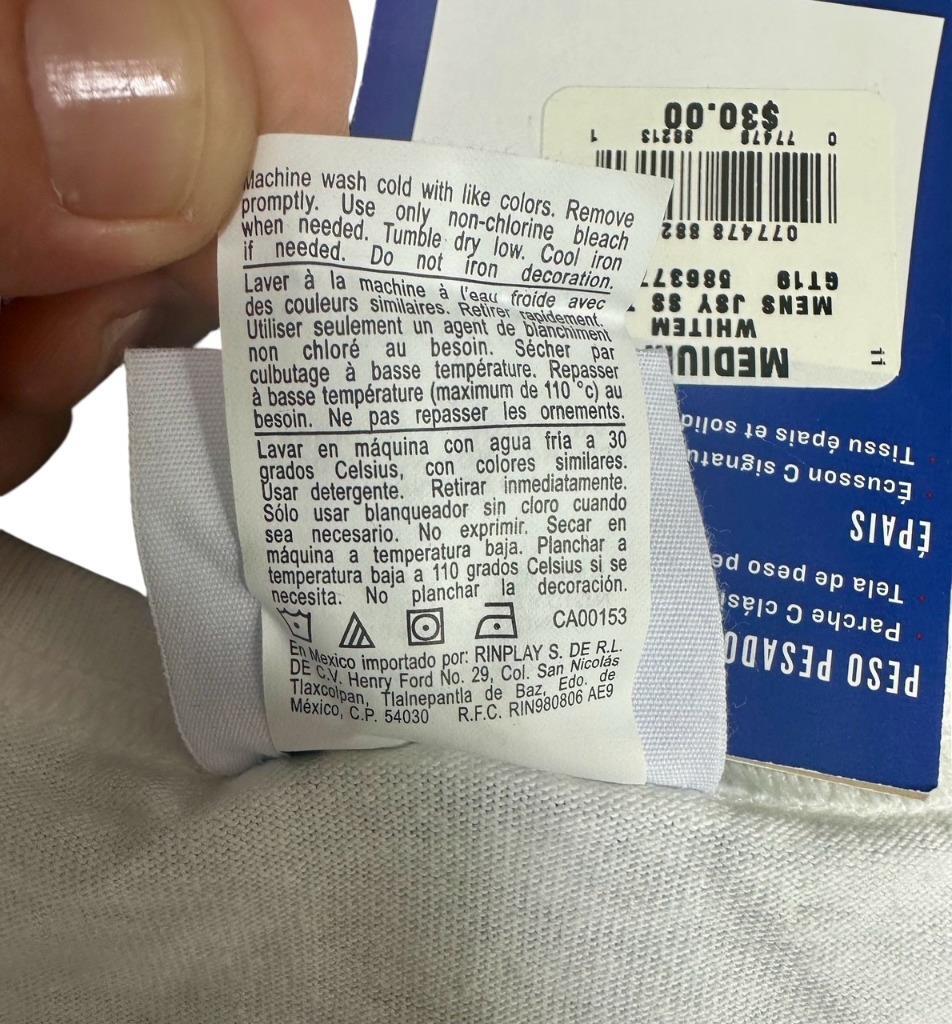 Machine wash cold with like colors. Remove
promptly. Use only non-chlorine bleach
when needed. Tumble dry low. Cool iron
if needed. Do not iron decoration.
Laver à la machine à l'eau froide avec
des couleurs similaires. Retirer rapidement.
Utiliser seulement un agent de blanchiment
non chloré au besoin. Sécher par
culbutage à basse température. Repasser
à basse température (maximum de 110 °c) au
besoin. Ne pas repasser les ornements.
Lavar en máquina con agua fría a 30
grados Celsius, con colores similares.
Usar detergente. Retirar inmediatamente.
Sólo usar blanqueador sin cloro cuando
sea necesario. No exprimir. Secar en
máquina a temperatura baja. Planchar a
temperatura baja a 110 grados Celsius si se
necesita. No planchar la decoración.
CA00153
En Mexico importado por: RINPLAY S. DE R.L.
DE C.V. Henry Ford No. 29, Col. San Nicolás
Tlaxcolpan, Tlalnepantla de Baz, Edo. de
México, C.P. 54030 R.F.C. RIN980806 AE9
PESO PESADO
Parche C
Tela de peso
ÉPAIS
Écusson C
Tissu épais et
11
WHITEM
MENS JSY SS
GT19 586377
077478 882
0 77478 88215 1
$30.00